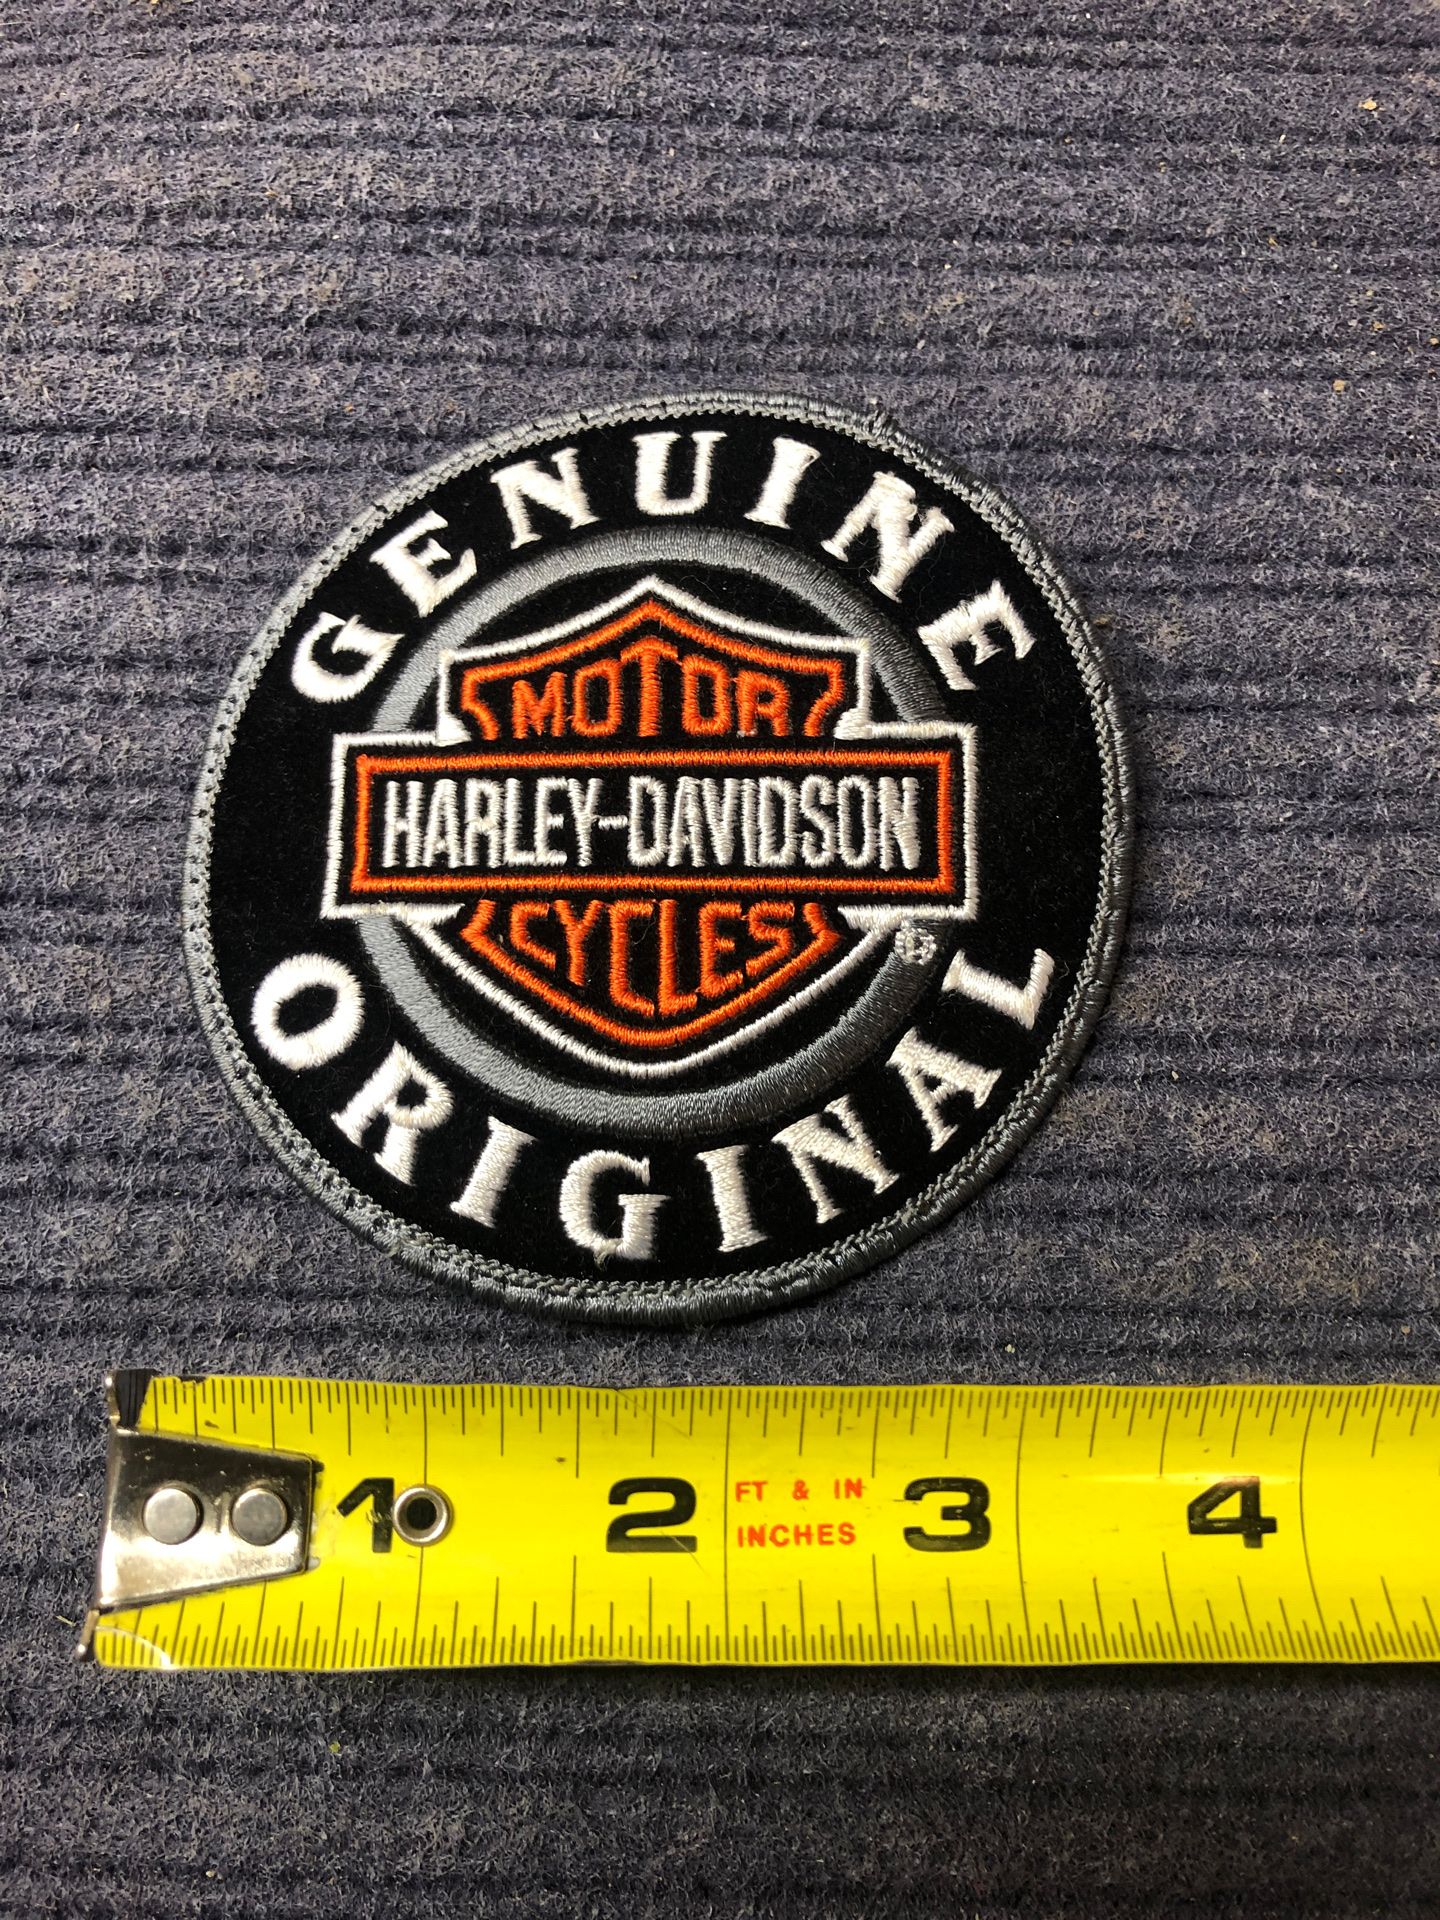 GENUINE
MOTOR
HARLEY-DAVIDSON
CYCLES
®
ORIGINAL
1 2 FT & IN 3 4
INCHES